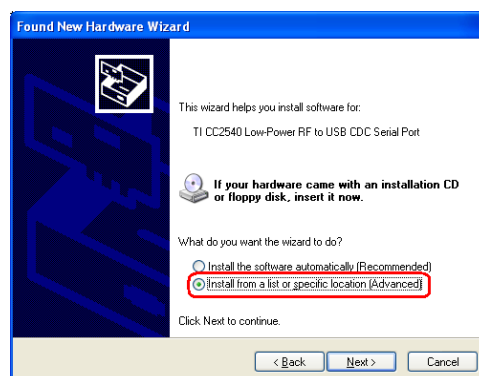 Found New Hardware Wizard
This wizard helps you install software for:
TI CC2540 Low-Power RF to USB CDC Serial Port
If your hardware came with an installation CD
or floppy disk, insert it now.
What do you want the wizard to do?
Install the software automatically (Recommended)
Install from a list or specific location (Advanced)
Click Next to continue.
< Back Next > Cancel